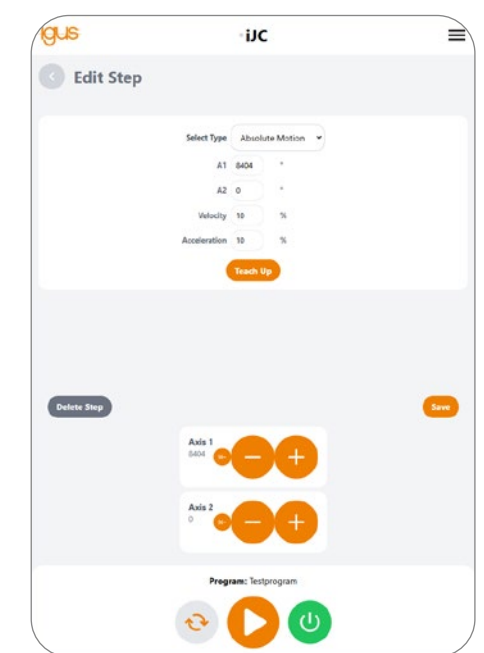 igus
iJC
Edit Step
Select Type Absolute Motion
A1 8404 °
A2 0 °
Velocity 10 %
Acceleration 10 %
Teach Up
Delete Step
Save
Axis 1
8404
Axis 2
0
Program: Testprogram